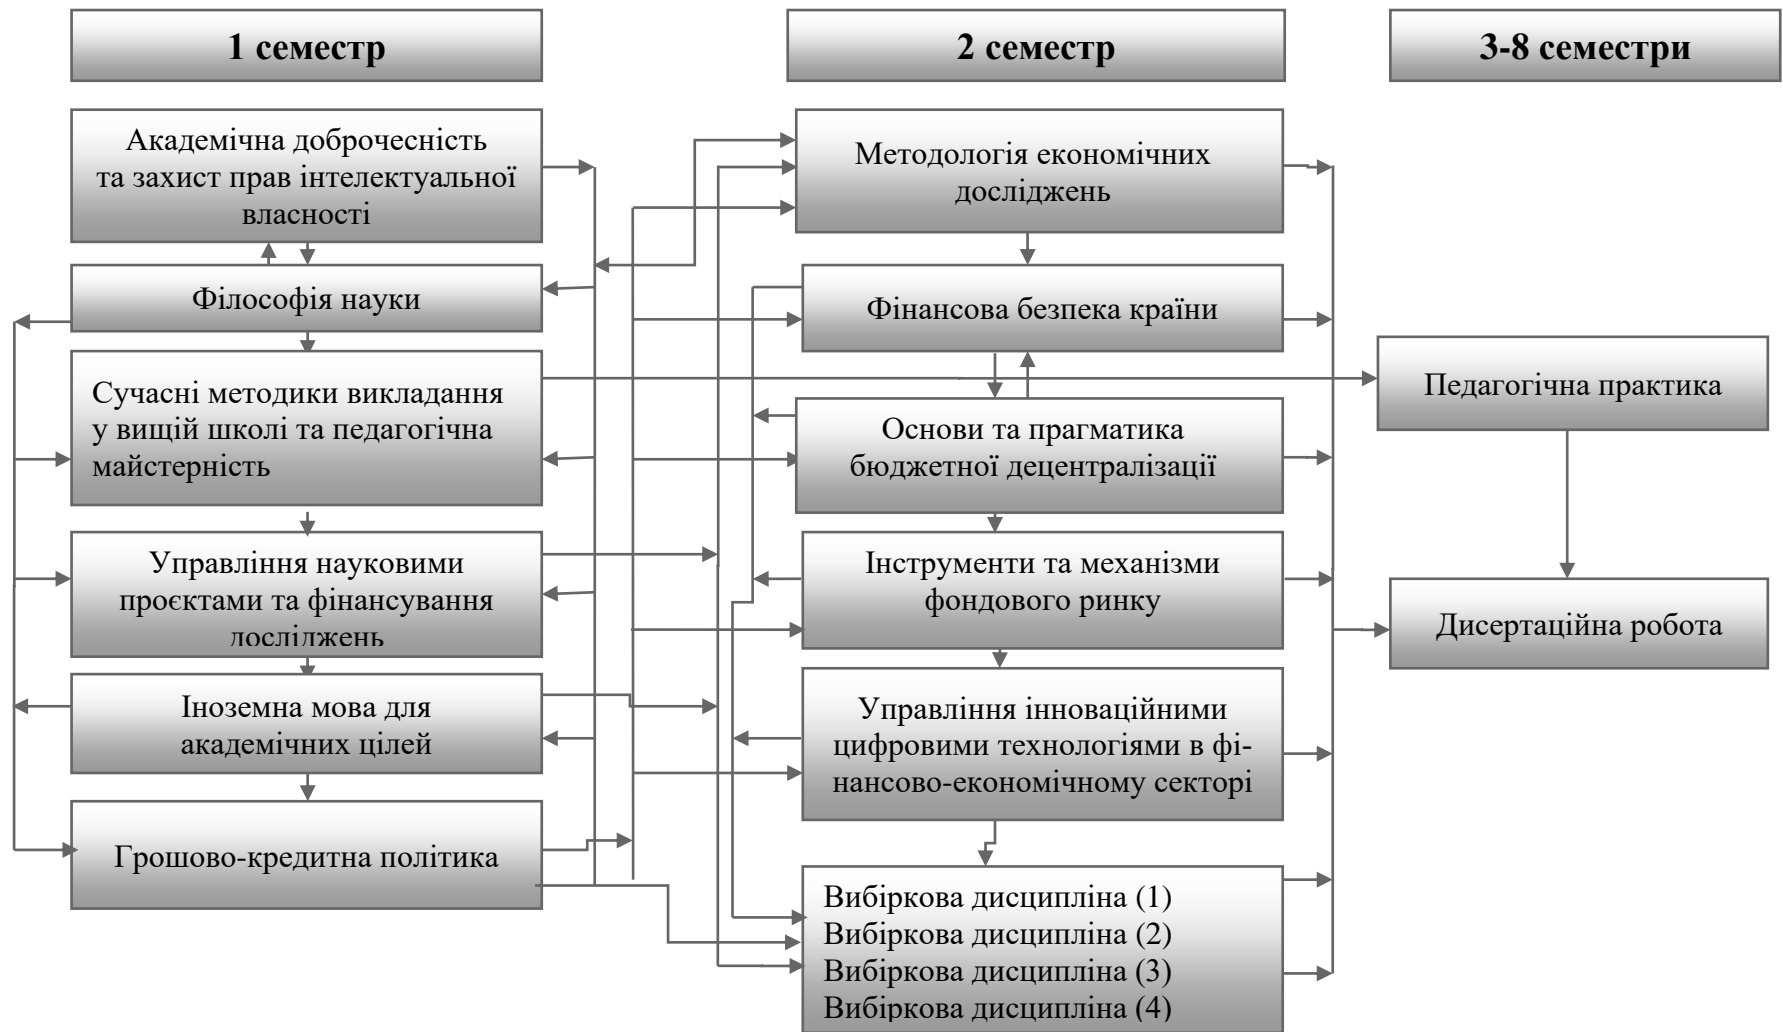 1 семестр
2 семестр
3-8 семестри
Академічна доброчесність
та захист прав інтелектуальної
власності
Філософія науки
Сучасні методики викладання
у вищій школі та педагогічна
майстерність
Управління науковими
проєктами та фінансування
досліджень
Іноземна мова для
академічних цілей
Грошово-кредитна політика
Методологія економічних
досліджень
Фінансова безпека країни
Основи та прагматика
бюджетної децентралізації
Інструменти та механізми
фондового ринку
Управління інноваційними
цифровими технологіями в фі-
нансово-економічному секторі
Вибіркова дисципліна (1)
Вибіркова дисципліна (2)
Вибіркова дисципліна (3)
Вибіркова дисципліна (4)
Педагогічна практика
Дисертаційна робота